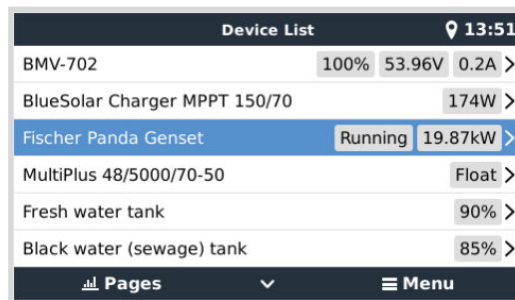 Device List 13:51
BMV-702 100% 53.96V 0.2A
BlueSolar Charger MPPT 150/70 174W
Fischer Panda Genset Running 19.87kW
MultiPlus 48/5000/70-50 Float
Fresh water tank 90%
Black water (sewage) tank 85%
Pages Menu